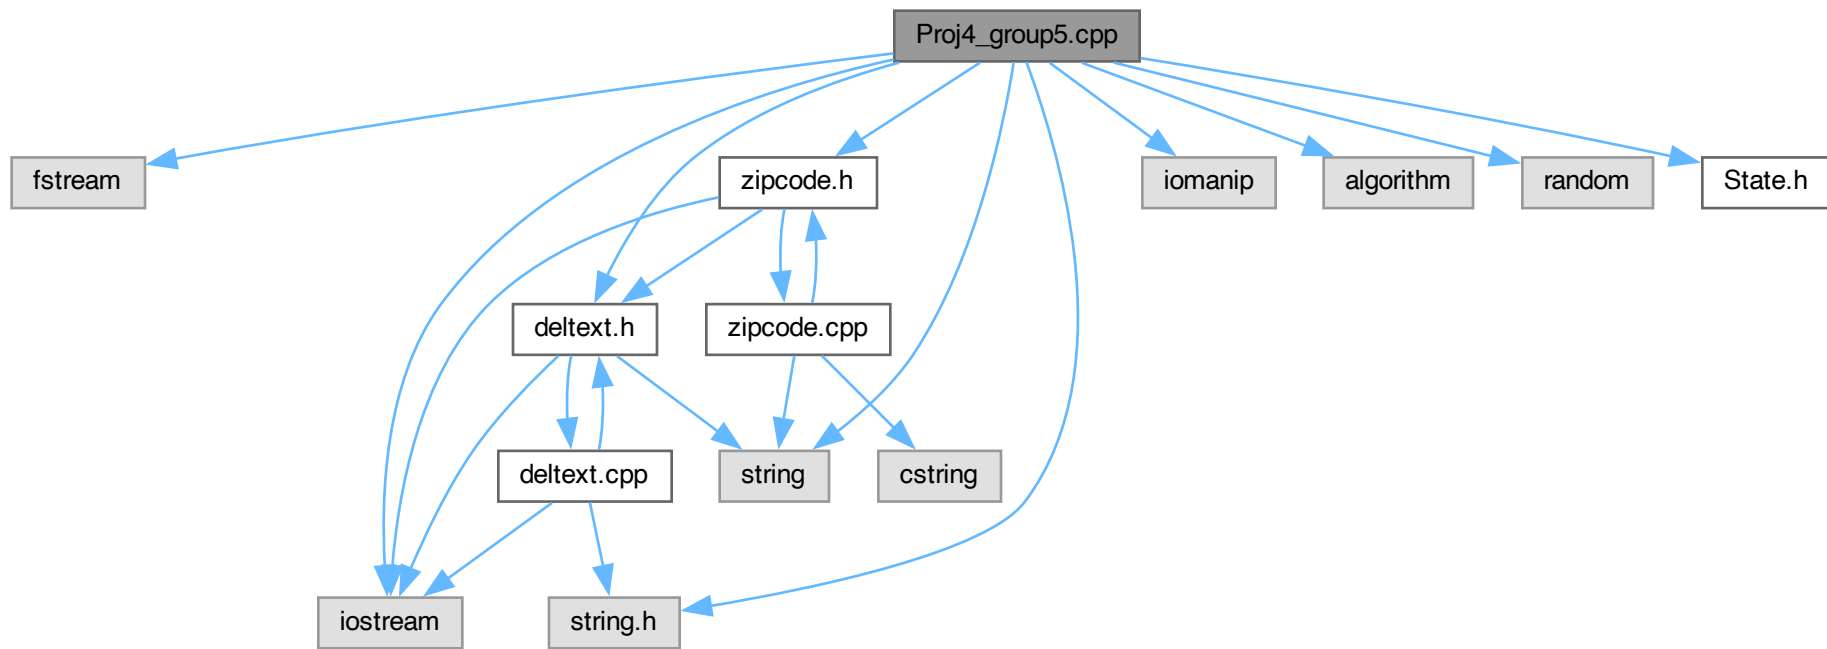 Proj4_group5.cpp
fstream
zipcode.h
iomanip
algorithm
random
State.h
deltext.h
zipcode.cpp
deltext.cpp
string
cstring
iostream
string.h